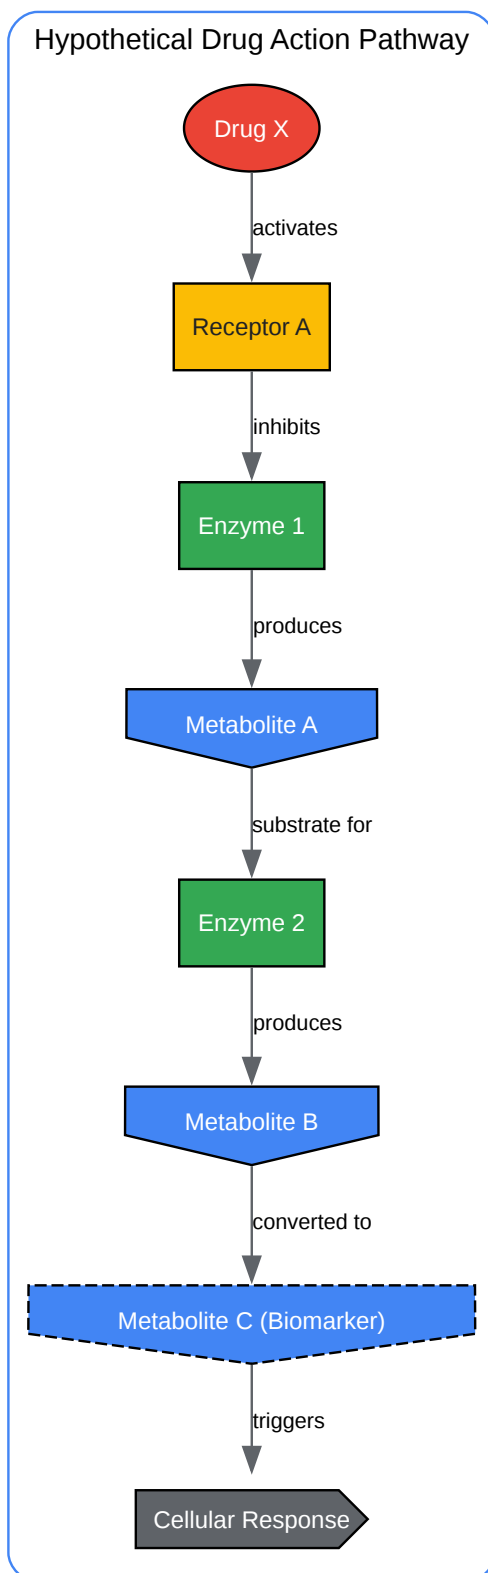 Hypothetical Drug Action Pathway
Drug X
activates
Receptor A
inhibits
Enzyme 1
produces
Metabolite A
substrate for
Enzyme 2
produces
Metabolite B
converted to
Metabolite C (Biomarker)
triggers
Cellular Response